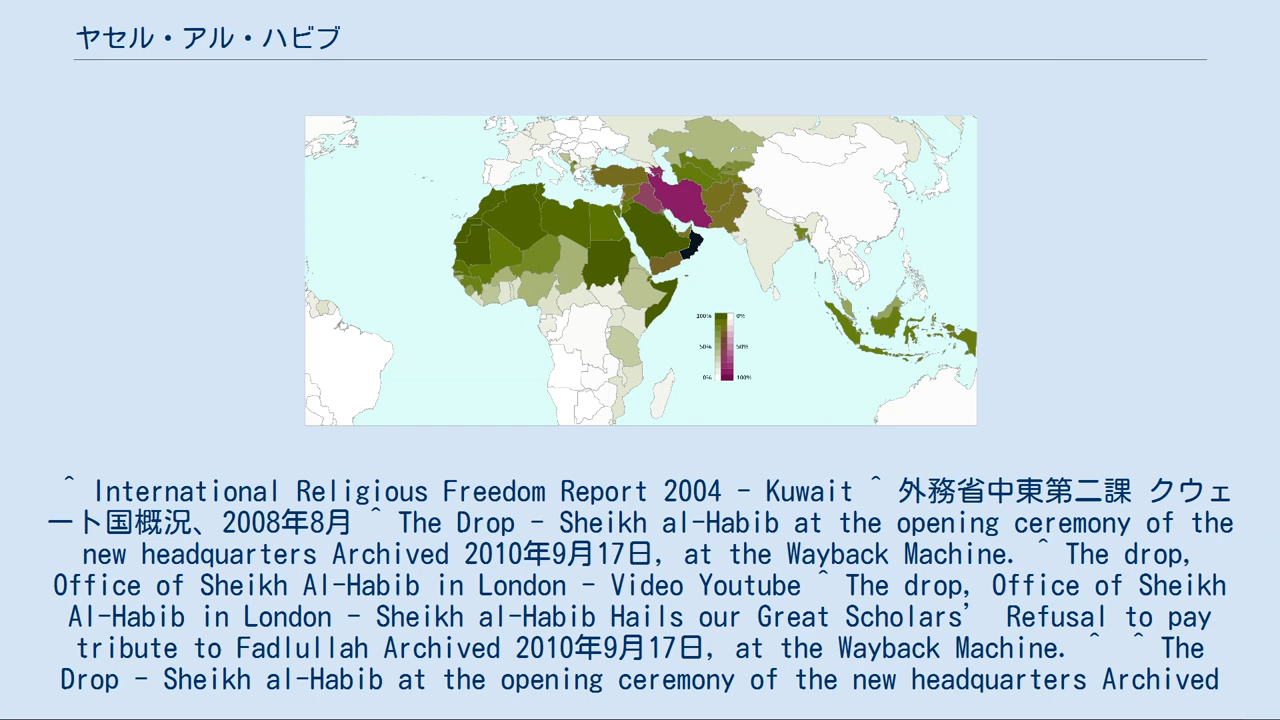 ヤセル・アル・ハビブ
100%
0%
50%
50%
0%
100%
^ International Religious Freedom Report 2004 – Kuwait ^ 外務省中東第二課 クウェ
ート国概況、2008年8月 ^ The Drop – Sheikh al-Habib at the opening ceremony of the
new headquarters Archived 2010年9月17日, at the Wayback Machine. ^ The drop,
Office of Sheikh Al-Habib in London – Video Youtube ^ The drop, Office of Sheikh
Al-Habib in London – Sheikh al-Habib Hails our Great Scholars’ Refusal to pay
tribute to Fadlullah Archived 2010年9月17日, at the Wayback Machine. ^ ^ The
Drop – Sheikh al-Habib at the opening ceremony of the new headquarters Archived